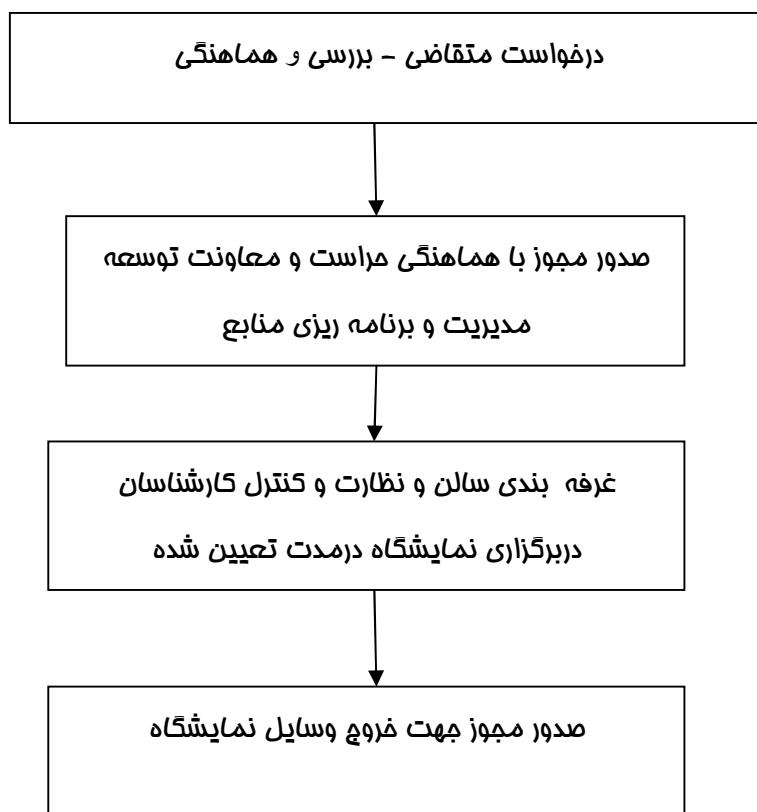 درخواست متقاضی – بررسی و هماهنگی
صدور مجوز با هماهنگی حراست و معاونت توسعه
مدیریت و برنامه ریزی منابع
غرفه بندی سالن و نظارت و کنترل کارشناسان
دربرگزاری نمایشگاه درمدت تعیین شده
صدور مجوز جهت خروج وسایل نمایشگاه